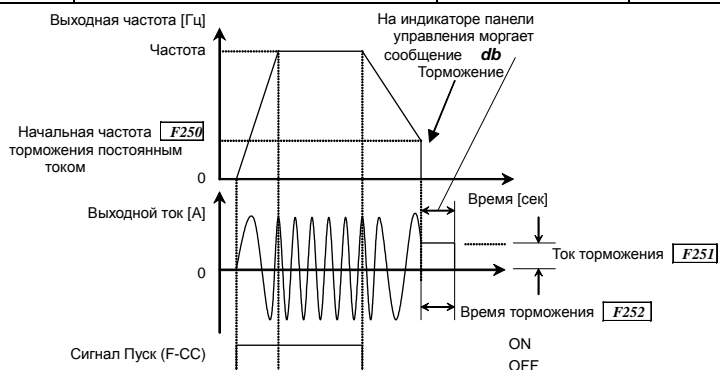 Выходная частота [Гц]
На индикаторе панели
управления моргает
сообщение db
Торможение
Частота
Начальная частота F250
торможения постоянным
током
0
Время [сек]
Выходной ток [А]
Ток торможения F251
0
Время торможения F252
Сигнал Пуск (F-CC)
ON
OFF